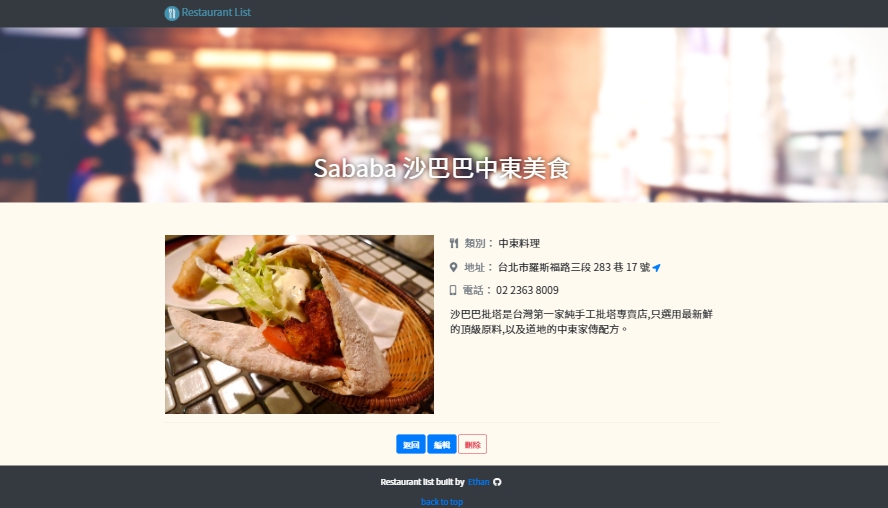 Restaurant List
Sababa 沙巴巴中東美食
類別： 中東料理
地址： 台北市羅斯福路三段 283 巷 17 號
電話： 02 2363 8009
沙巴巴批塔是台灣第一家純手工批塔專賣店,只選用最新鮮
的頂級原料,以及道地的中東家傳配方。
返回 編輯 刪除
Restaurant list built by Ethan
back to top